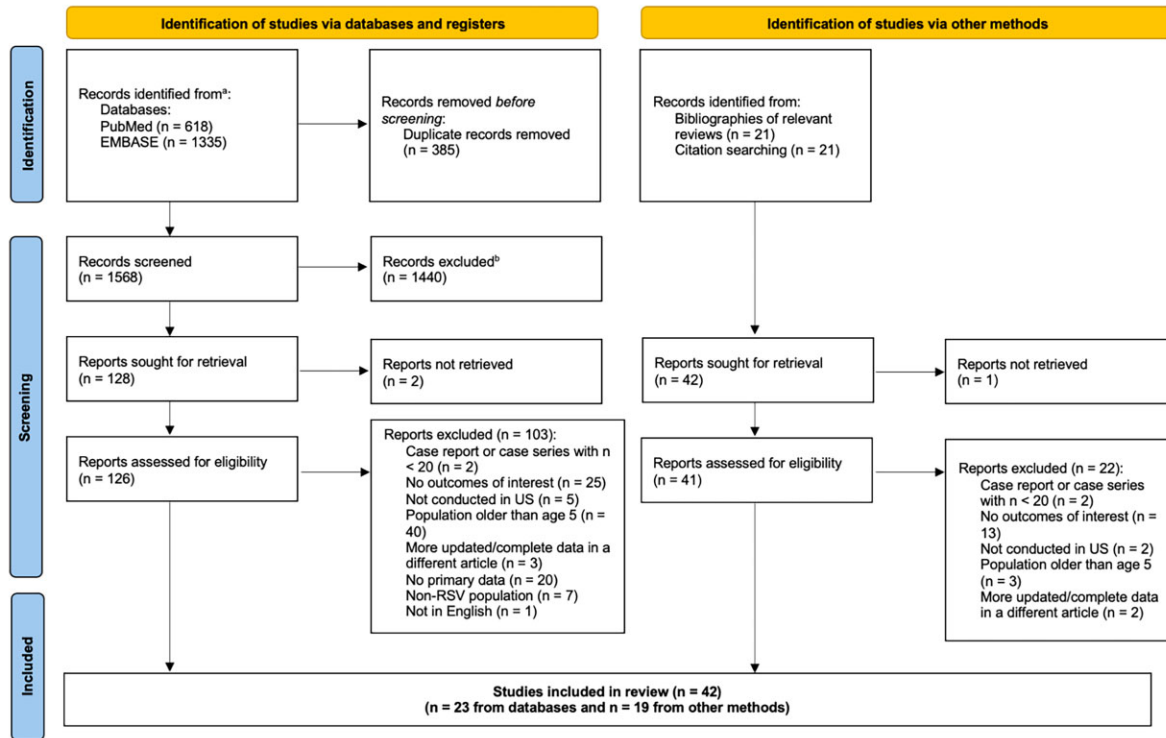 Identification of studies via databases and registers
Identification of studies via other methods
Identification
Records identified fromᵃ:
Databases:
PubMed (n = 618)
EMBASE (n = 1335)
Records removed before
screening:
Duplicate records removed
(n = 385)
Records identified from:
Bibliographies of relevant
reviews (n = 21)
Citation searching (n = 21)
Screening
Records screened
(n = 1568)
Records excludedᵇ
(n = 1440)
Reports sought for retrieval
(n = 128)
Reports not retrieved
(n = 2)
Reports sought for retrieval
(n = 42)
Reports not retrieved
(n = 1)
Reports assessed for eligibility
(n = 126)
Reports excluded (n = 103):
Case report or case series with n
< 20 (n = 2)
No outcomes of interest (n = 25)
Not conducted in US (n = 5)
Population older than age 5 (n =
40)
More updated/complete data in a
different article (n = 3)
No primary data (n = 20)
Non-RSV population (n = 7)
Not in English (n = 1)
Reports assessed for eligibility
(n = 41)
Reports excluded (n = 22):
Case report or case series
with n < 20 (n = 2)
No outcomes of interest (n =
13)
Not conducted in US (n = 2)
Population older than age 5
(n = 3)
More updated/complete data
in a different article (n = 2)
Included
Studies included in review (n = 42)
(n = 23 from databases and n = 19 from other methods)